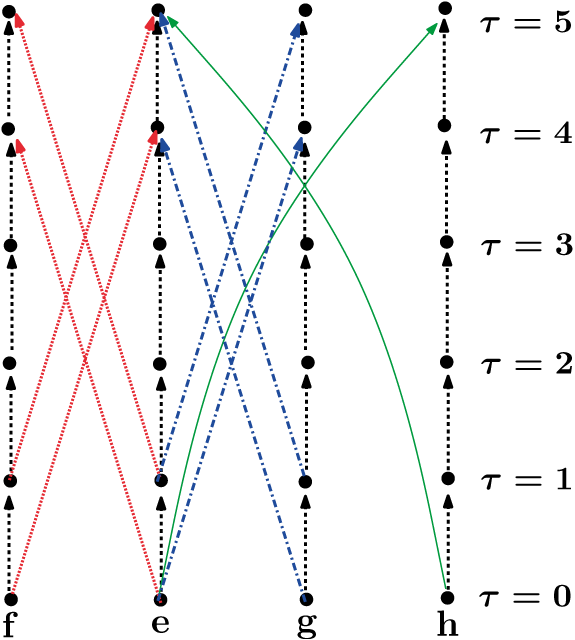 τ = 5
τ = 4
τ = 3
τ = 2
τ = 1
τ = 0
f e g h